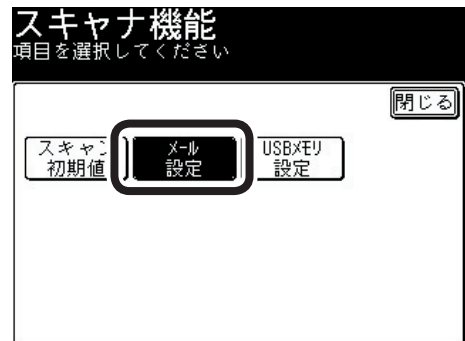 スキャナ機能
項目を選択してください
閉じる
スキャン
初期値
メール
設定
USBメモリ
設定